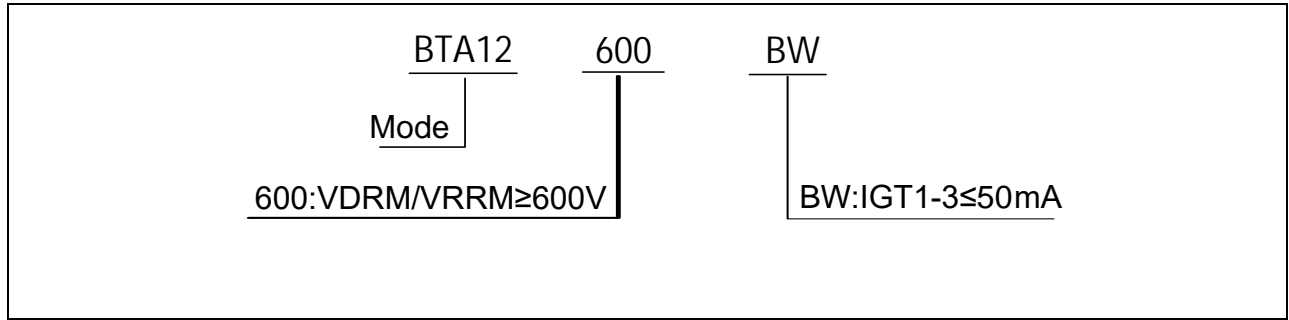 BTA12 600 BW
Mode
600:VDRM/VRRM≥600V BW:IGT1-3≤50mA